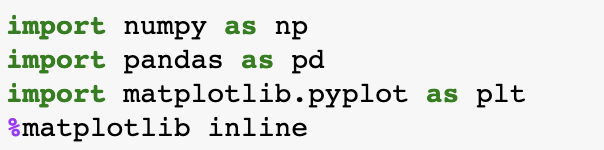 import numpy as np
import pandas as pd
import matplotlib.pyplot as plt
%matplotlib inline